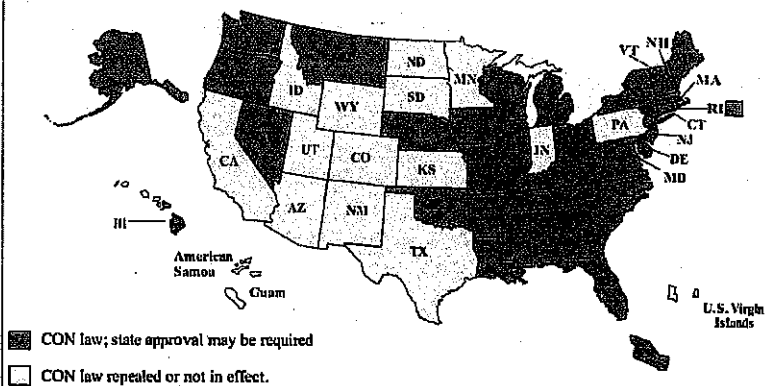 VT NH
ND
MN
MA
ID
SD
RI
WY
PA
CT
NJ
IN
DE
UT
CO
CA
KS
MD
AZ
NM
HI
TX
American
Samoa
Guam
U.S. Virgin
Islands
CON law; state approval may be required
CON law repealed or not in effect.